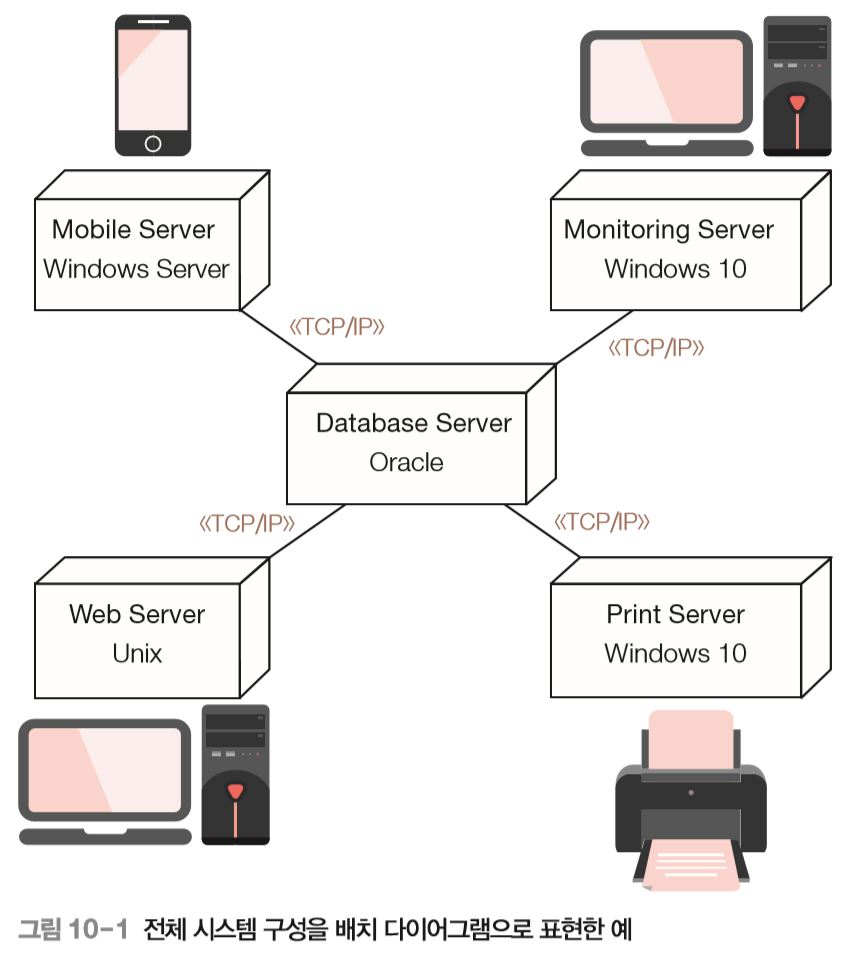 Mobile Server
Windows Server
Monitoring Server
Windows 10
《TCP/IP》
《TCP/IP》
Database Server
Oracle
《TCP/IP》
《TCP/IP》
Web Server
Unix
Print Server
Windows 10
그림 10-1 전체 시스템 구성을 배치 다이어그램으로 표현한 예